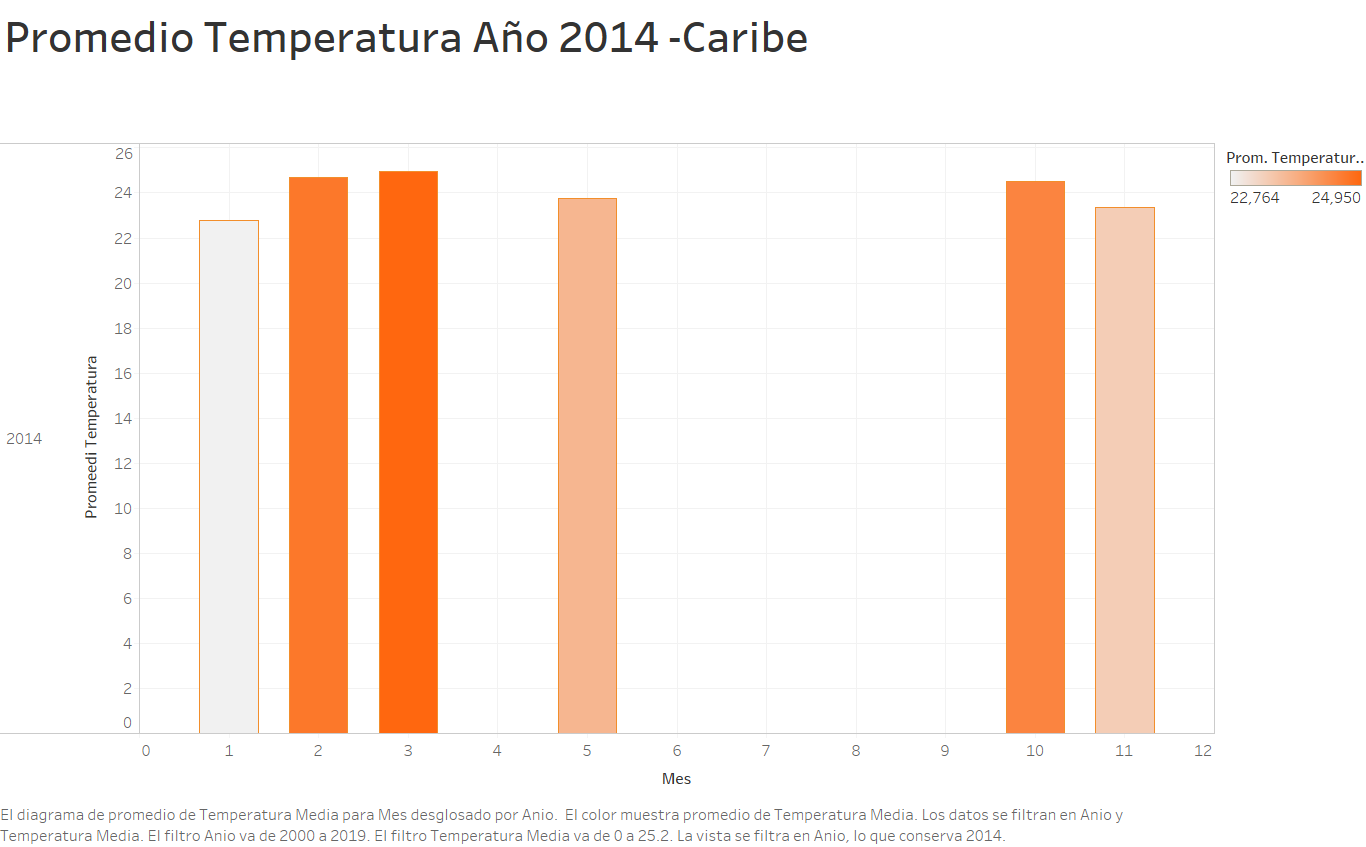 Promedio Temperatura Año 2014 -Caribe
26
24
22
20
18
16
14
12
10
8
6
4
2
0
Promeedi Temperatura
2014
0 1 2 3 4 5 6 7 8 9 10 11 12
Mes
Prom. Temperatur..
22,764 24,950
El diagrama de promedio de Temperatura Media para Mes desglosado por Anio.  El color muestra promedio de Temperatura Media. Los datos se filtran en Anio y
Temperatura Media. El filtro Anio va de 2000 a 2019. El filtro Temperatura Media va de 0 a 25.2. La vista se filtra en Anio, lo que conserva 2014.